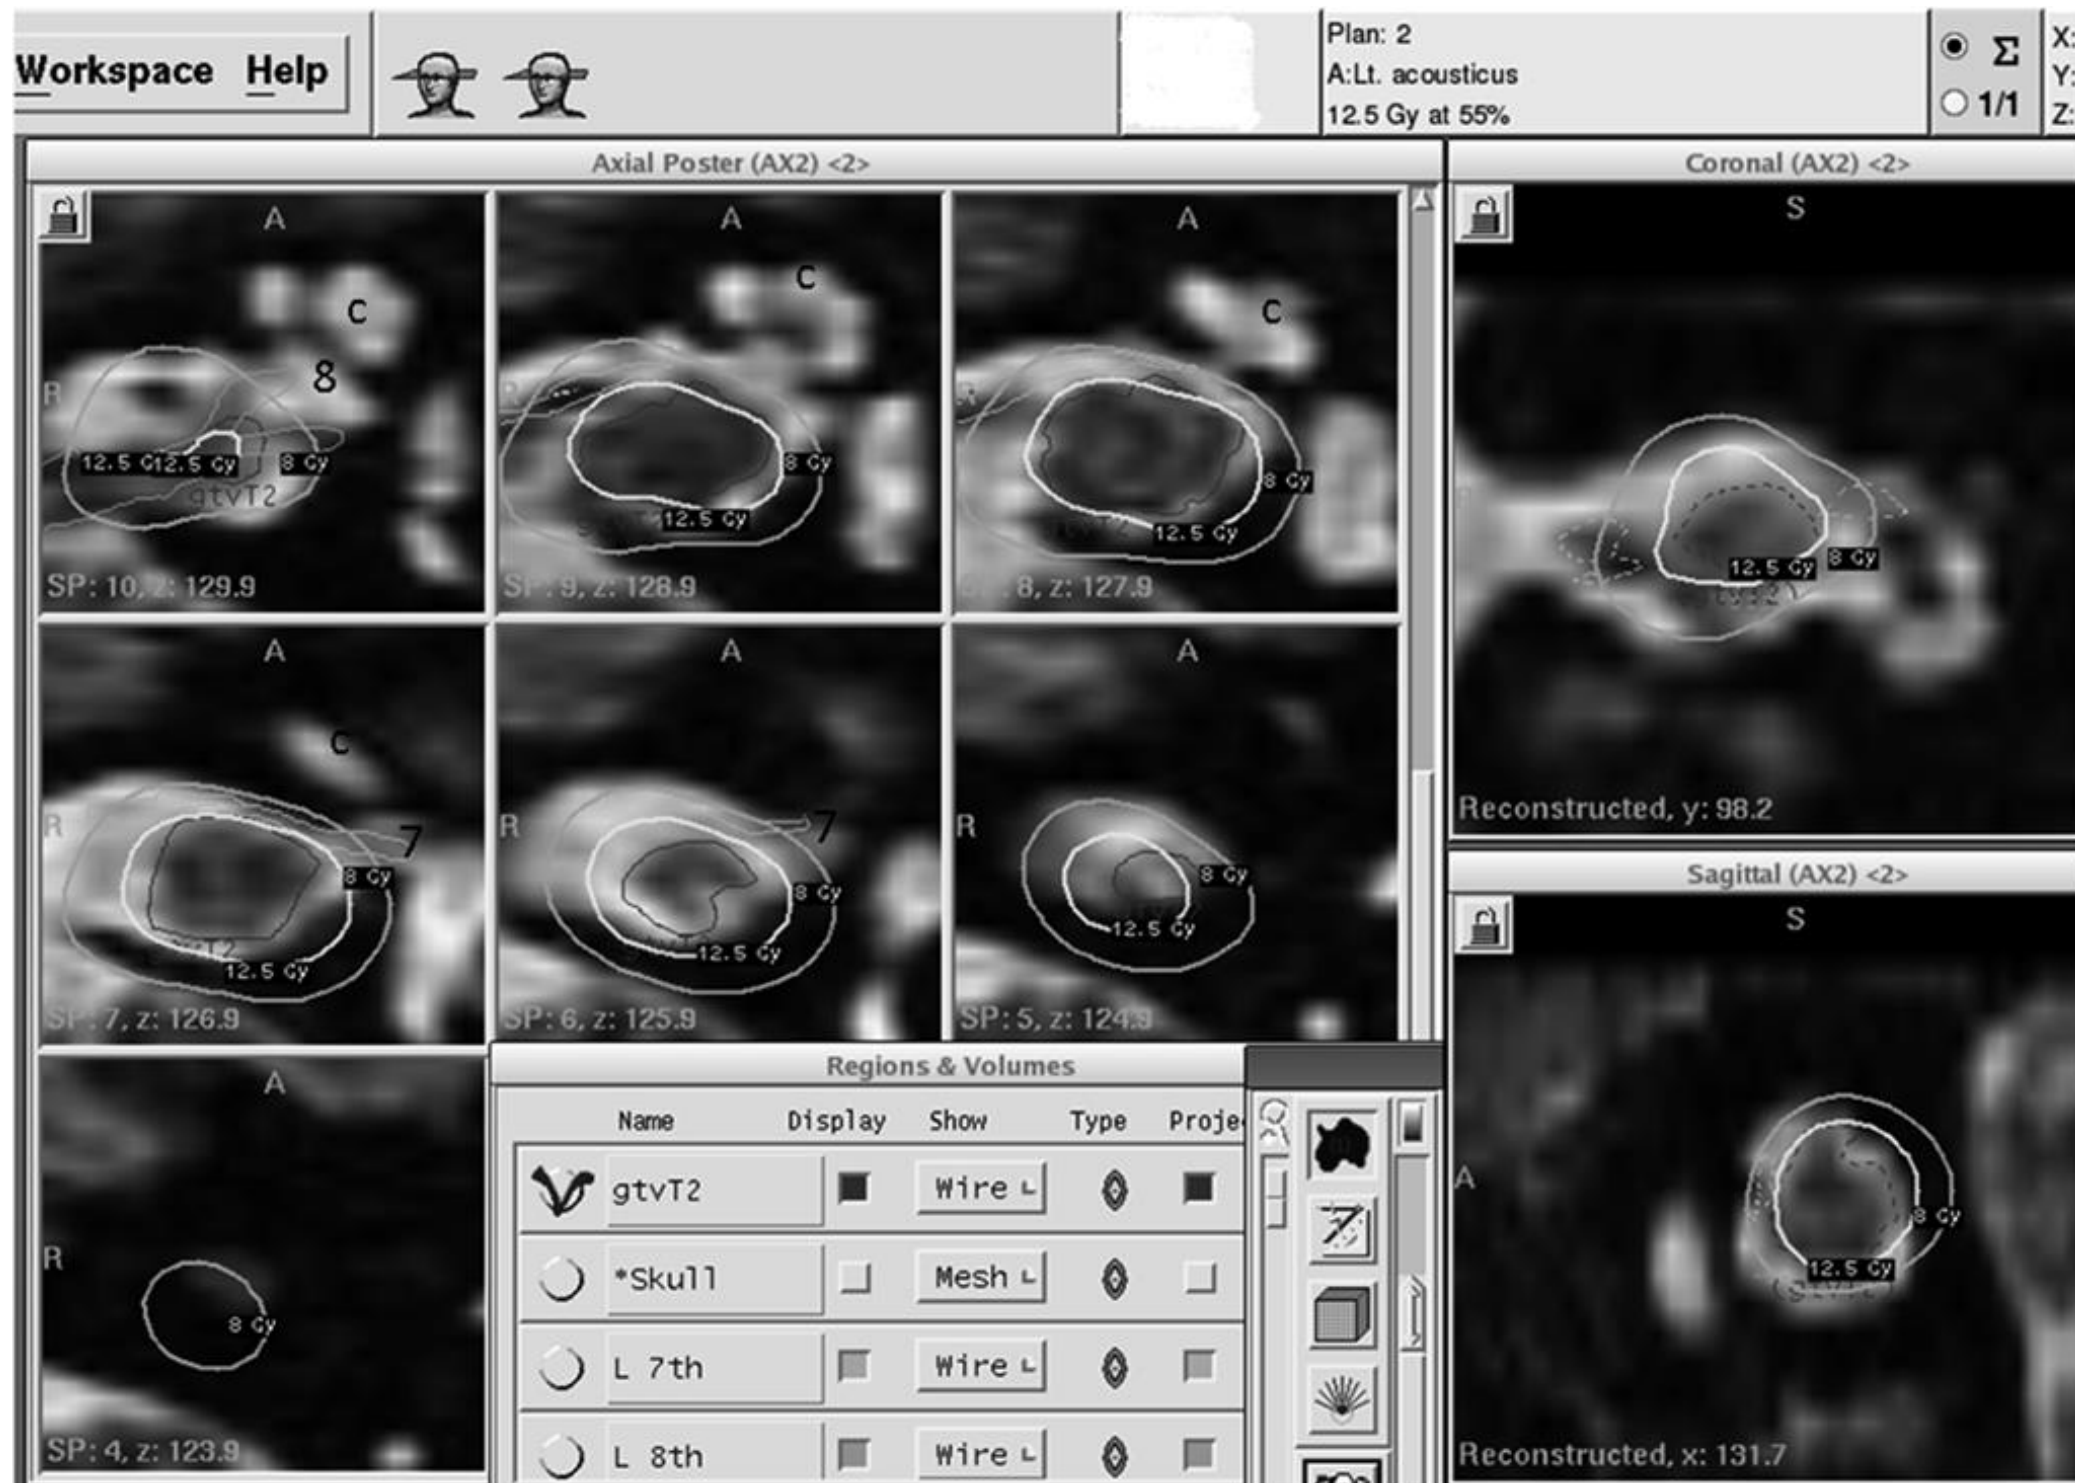 Workspace Help
Plan: 2
A:Lt. acousticus
12.5 Gy at 55%
Σ
1/1
X:
Y:
Z:
Axial Poster (AX2) <2>
A
C
8
R
12.5 G
12.5 Gy
8 Gy
gtvT2
SP: 10, z: 129.9
A
C
R
8 Gy
12.5 Gy
SP: 9, z: 128.9
A
C
R
8 Gy
12.5 Gy
8, z: 127.9
A
C
R
7
8 Gy
12.5 Gy
SP: 7, z: 126.9
A
R
7
8 Gy
12.5 Gy
SP: 6, z: 125.9
A
R
8 Gy
12.5 Gy
SP: 5, z: 124.9
A
R
8 Gy
SP: 4, z: 123.9
Regions & Volumes
Name Display Show Type Proje
gtvT2 Wire
*Skull Mesh
L 7th Wire
L 8th Wire
Coronal (AX2) <2>
S
12.5 Gy
8 Gy
Reconstructed, y: 98.2
Sagittal (AX2) <2>
S
A
8 Gy
12.5 Gy
Reconstructed, x: 131.7